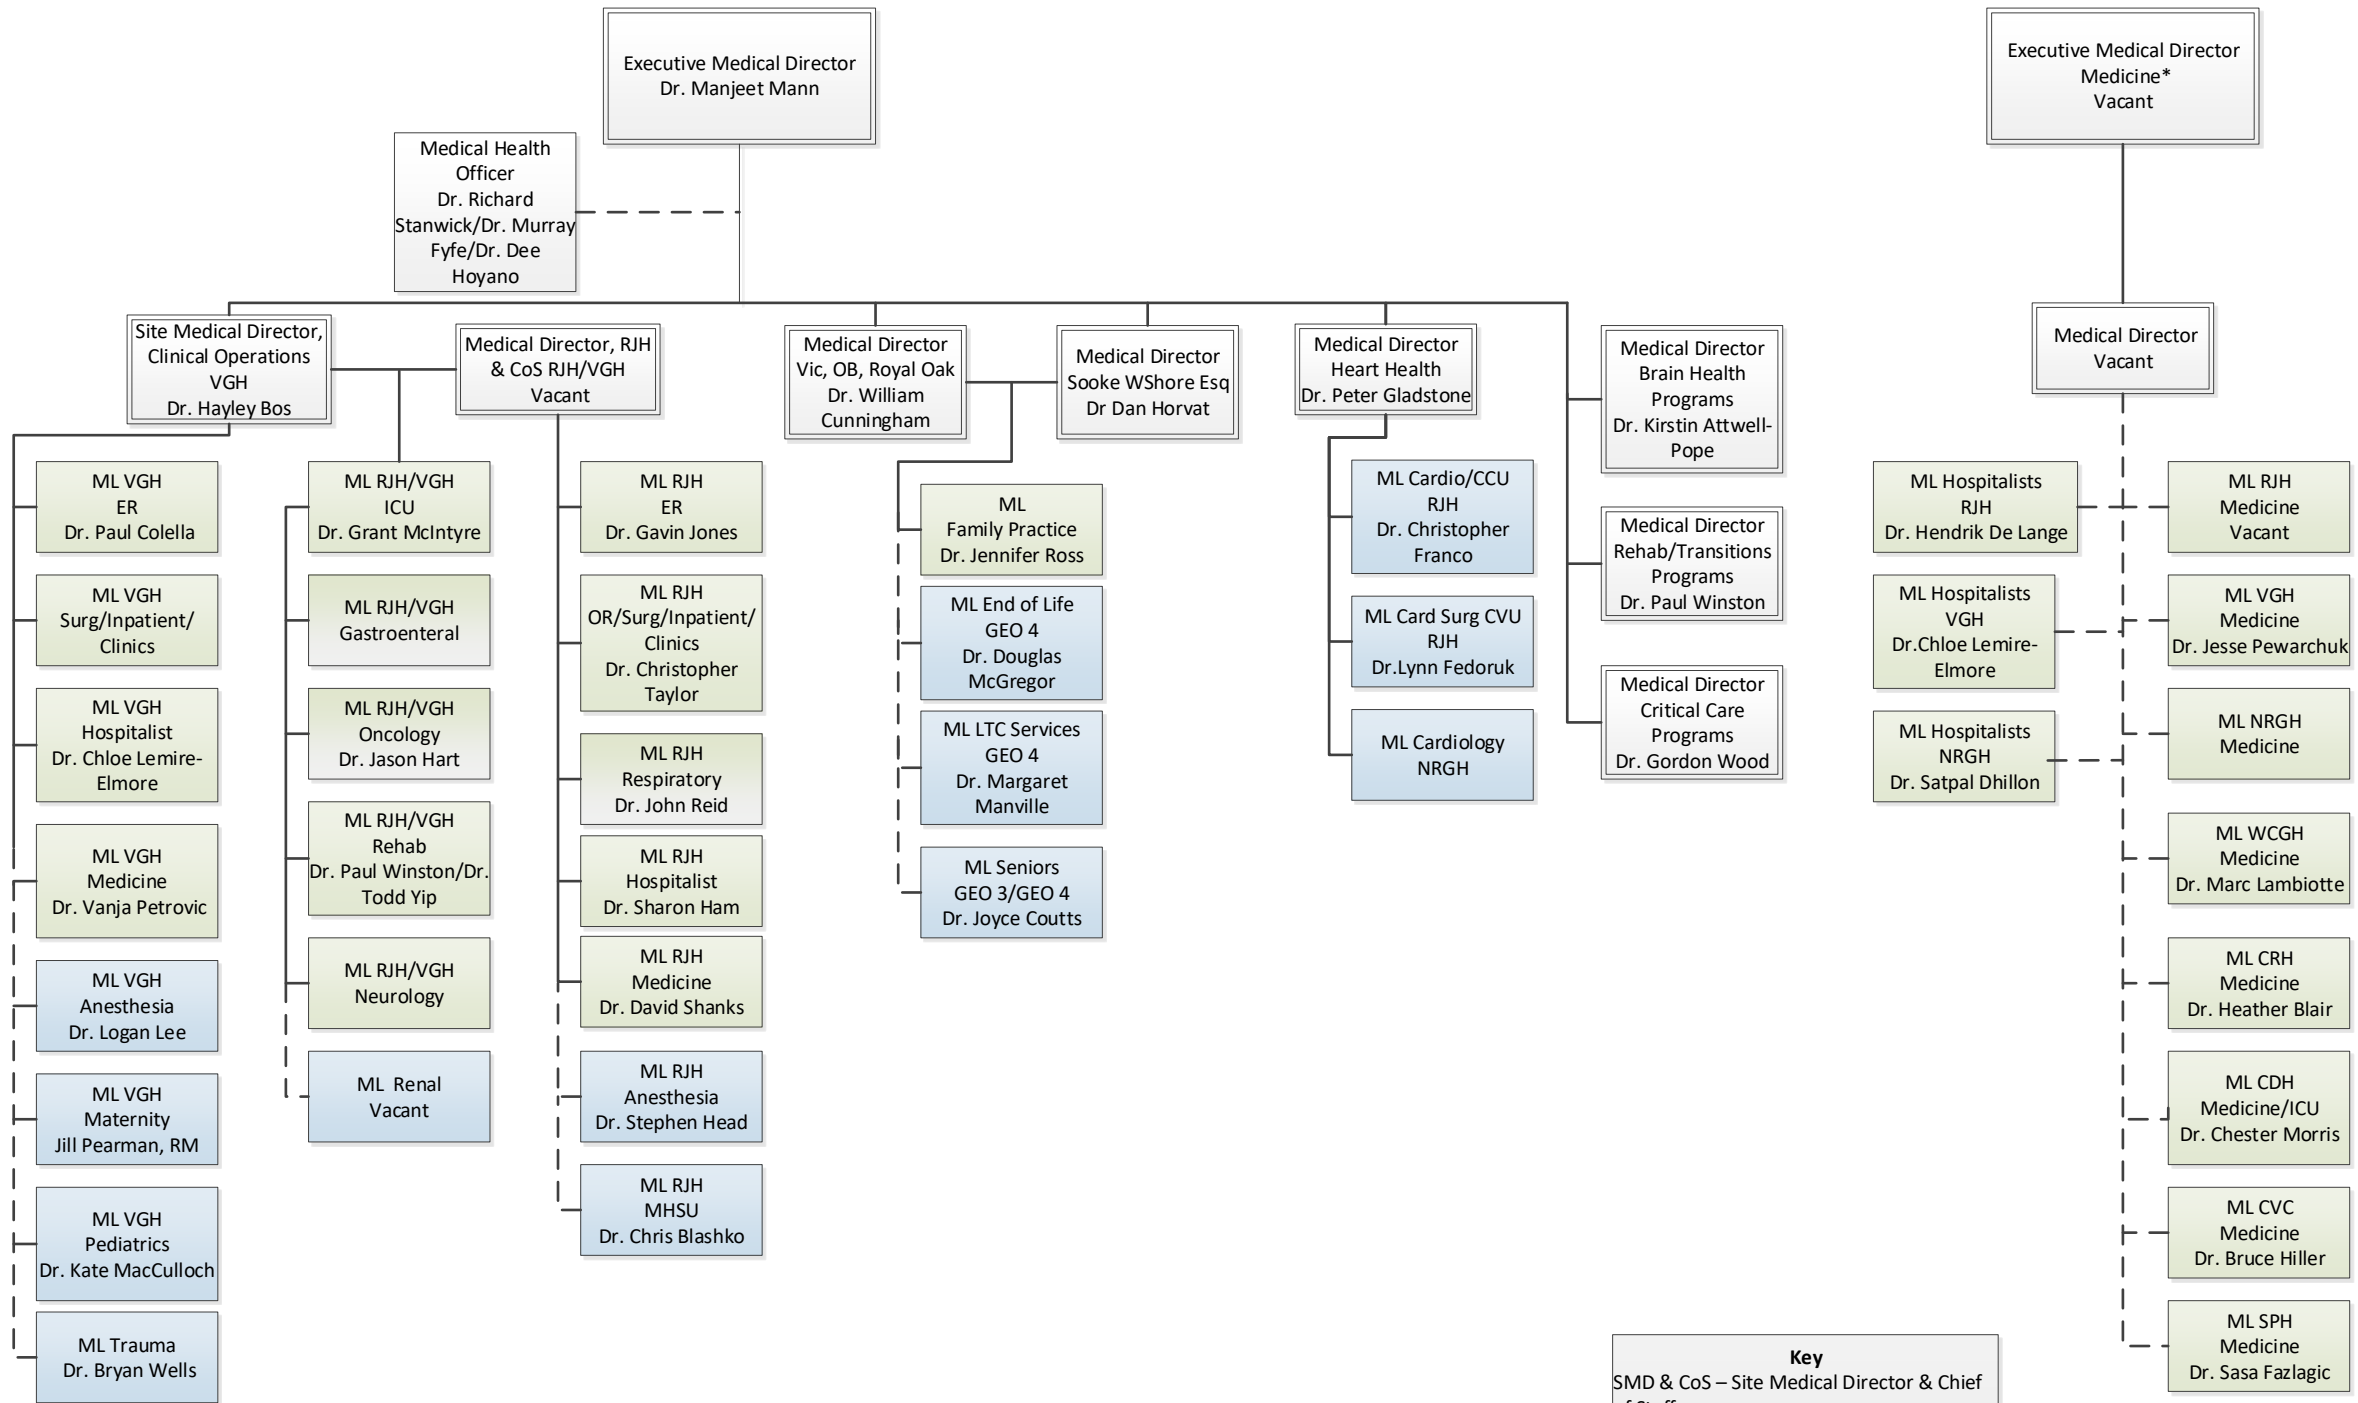 Executive Medical Director
Dr. Manjeet Mann
Executive Medical Director
Medicine*
Vacant
Medical Health
Officer
Dr. Richard
Stanwick/Dr. Murray
Fyfe/Dr. Dee
Hoyano
Site Medical Director,
Clinical Operations
VGH
Dr. Hayley Bos
Medical Director, RJH
& CoS RJH/VGH
Vacant
Medical Director
Vic, OB, Royal Oak
Dr. William
Cunningham
Medical Director
Sooke WShore Esq
Dr Dan Horvat
Medical Director
Heart Health
Dr. Peter Gladstone
Medical Director
Brain Health
Programs
Dr. Kirstin Attwell-
Pope
Medical Director
Rehab/Transitions
Programs
Dr. Paul Winston
Medical Director
Critical Care
Programs
Dr. Gordon Wood
Medical Director
Vacant
ML VGH
ER
Dr. Paul Colella
ML VGH
Surg/Inpatient/
Clinics
ML VGH
Hospitalist
Dr. Chloe Lemire-
Elmore
ML VGH
Medicine
Dr. Vanja Petrovic
ML VGH
Anesthesia
Dr. Logan Lee
ML VGH
Maternity
Jill Pearman, RM
ML VGH
Pediatrics
Dr. Kate MacCulloch
ML Trauma
Dr. Bryan Wells
ML RJH/VGH
ICU
Dr. Grant McIntyre
ML RJH/VGH
Gastroenteral
ML RJH/VGH
Oncology
Dr. Jason Hart
ML RJH/VGH
Rehab
Dr. Paul Winston/Dr.
Todd Yip
ML RJH/VGH
Neurology
ML Renal
Vacant
ML RJH
ER
Dr. Gavin Jones
ML RJH
OR/Surg/Inpatient/
Clinics
Dr. Christopher
Taylor
ML RJH
Respiratory
Dr. John Reid
ML RJH
Hospitalist
Dr. Sharon Ham
ML RJH
Medicine
Dr. David Shanks
ML RJH
Anesthesia
Dr. Stephen Head
ML RJH
MHSU
Dr. Chris Blashko
ML
Family Practice
Dr. Jennifer Ross
ML End of Life
GEO 4
Dr. Douglas
McGregor
ML LTC Services
GEO 4
Dr. Margaret
Manville
ML Seniors
GEO 3/GEO 4
Dr. Joyce Coutts
ML Cardio/CCU
RJH
Dr. Christopher
Franco
ML Card Surg CVU
RJH
Dr.Lynn Fedoruk
ML Cardiology
NRGH
ML Hospitalists
RJH
Dr. Hendrik De Lange
ML Hospitalists
VGH
Dr.Chloe Lemire-
Elmore
ML Hospitalists
NRGH
Dr. Satpal Dhillon
ML RJH
Medicine
Vacant
ML VGH
Medicine
Dr. Jesse Pewarchuk
ML NRGH
Medicine
ML WCGH
Medicine
Dr. Marc Lambiotte
ML CRH
Medicine
Dr. Heather Blair
ML CDH
Medicine/ICU
Dr. Chester Morris
ML CVC
Medicine
Dr. Bruce Hiller
ML SPH
Medicine
Dr. Sasa Fazlagic
Key
SMD & CoS – Site Medical Director & Chief